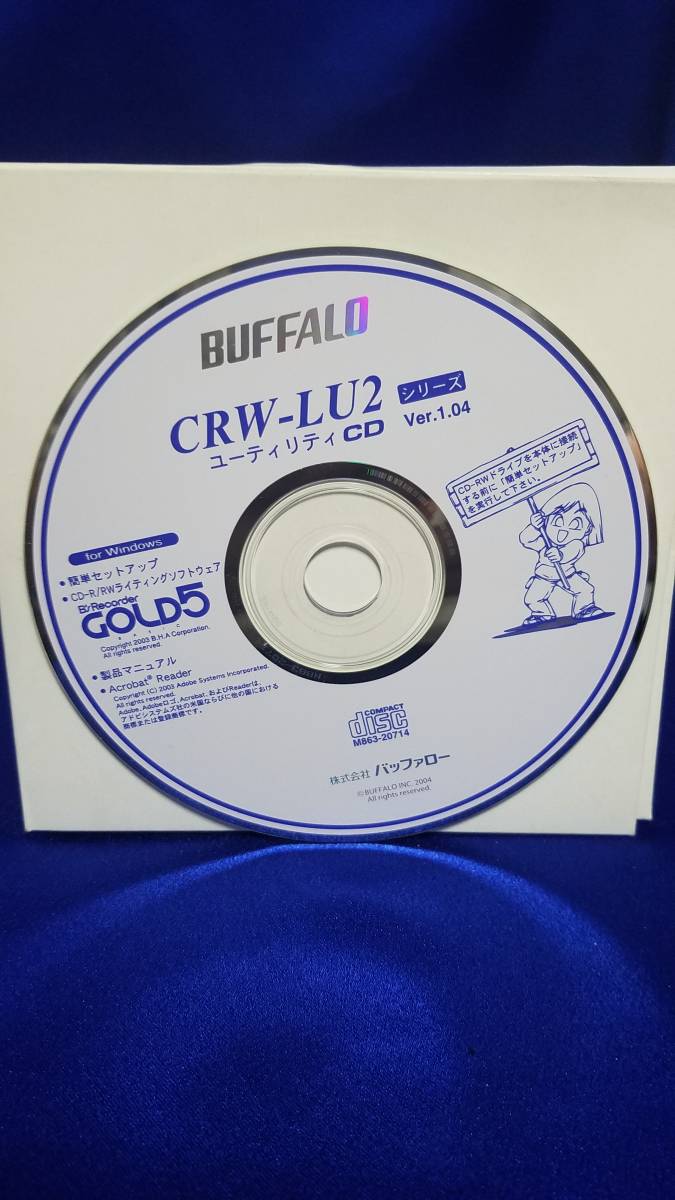 BUFFALO
CRW-LU2 シリーズ
ユーティリティCD Ver.1.04
CD-RWドライブを本体に接続
する前に「簡単セットアップ」
を実行して下さい。
for Windows
• 簡単セットアップ
• CD-R/RWライティングソフトウェア
B's Recorder
GOLD5
BASIC
Copyright 2003 B.H.A Corporation.
All rights reserved.
• 製品マニュアル
• Acrobat® Reader
Copyright (C) 2003 Adobe Systems Incorporated.
All rights reserved.
Adobe、Adobeロゴ、Acrobat、およびReaderは、
アドビシステムズ社の米国ならびに他の国における
商標または登録商標です。
COMPACT
disc
M863-20714
株式会社 バッファロー
©BUFFALO INC. 2004
All rights reserved.